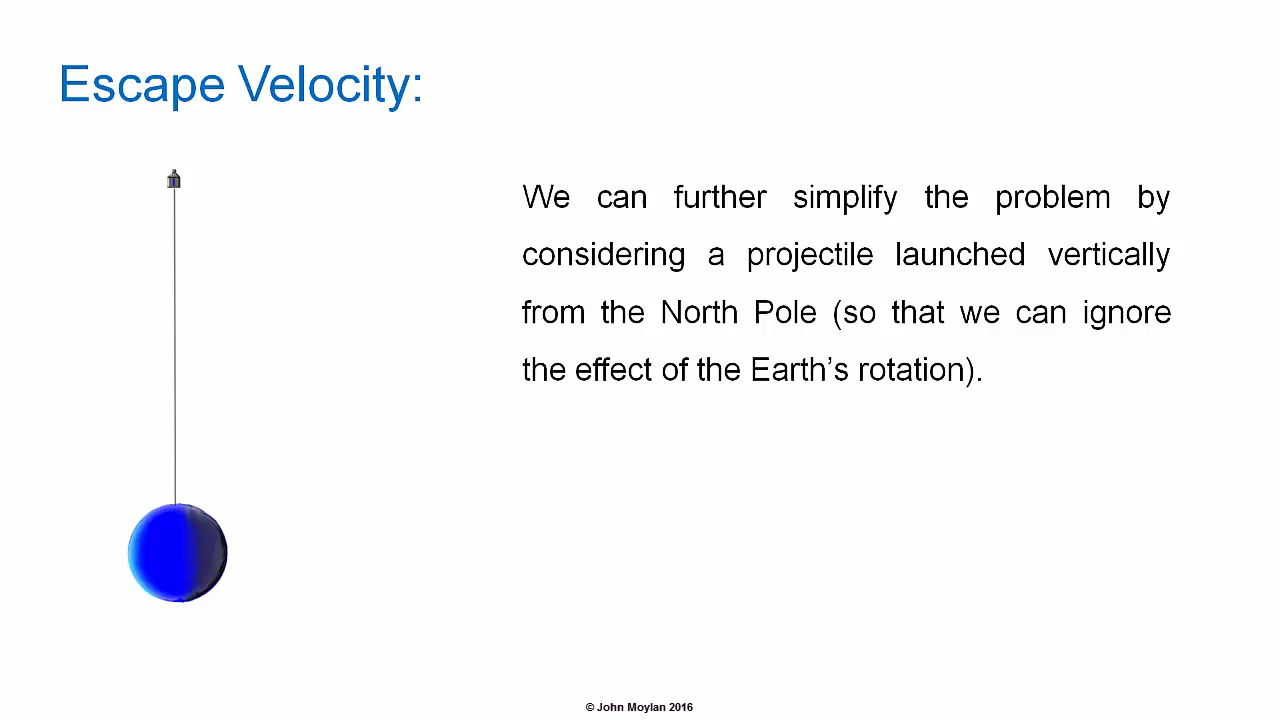 Escape Velocity:
We can further simplify the problem by
considering a projectile launched vertically
from the North Pole (so that we can ignore
the effect of the Earth’s rotation).
© John Moylan 2016